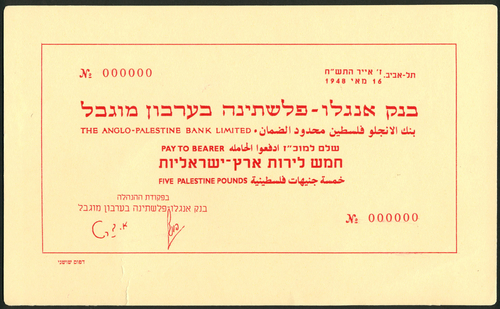 № 000000
תל-אביב, ז' אייר התש"ח
16 מאי 1948
בנק אנגלו-פלשתינה בערבון מוגבל
THE ANGLO-PALESTINE BANK LIMITED • بنك الانجلو فلسطين محدود الضمان
PAY TO BEARER שלם למוכ"ז ادفعوا لحامله
חמש לירות ארץ-ישראליות
FIVE PALESTINE POUNDS خمسة جنيهات فلسطينية
בפקודת ההנהלה
בנק אנגלו-פלשתינה בערבון מוגבל
№ 000000
דפוס שושני